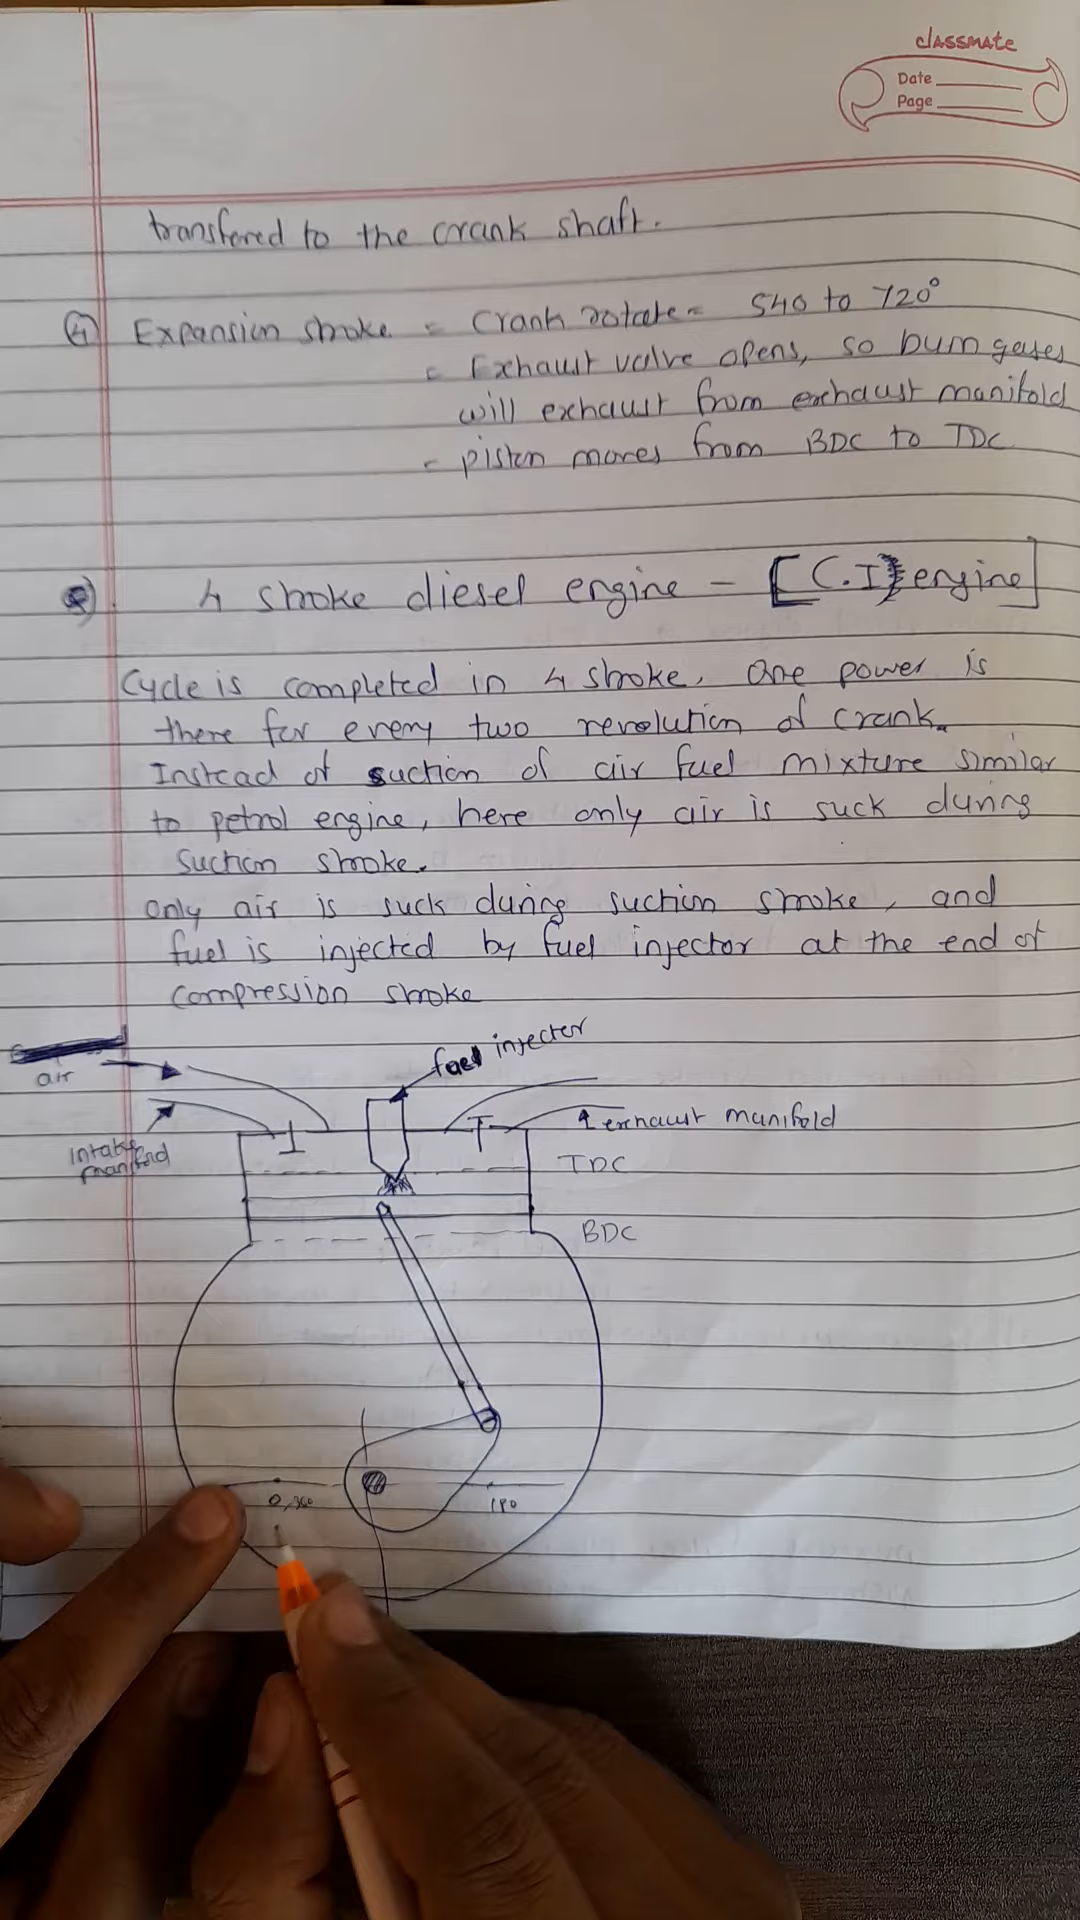 classmate
Date
Page
transfered to the crank shaft.
④ Expansion stroke = Crank rotate = 540 to 720°
= Exhaust valve opens, so burn gases
will exhaust from exhaust manifold
= piston moves from BDC to TDC
4 stroke diesel engine - [C.I engine]
Cycle is completed in 4 stroke. One power is
there for every two revolution of crank.
Instead of suction of air fuel mixture similar
to petrol engine, here only air is suck during
suction stroke.
Only air is suck during suction stroke, and
fuel is injected by fuel injector at the end of
compression stroke
fuel injector
air
exhaust manifold
Intake
manifold
TDC
BDC
0,360
180